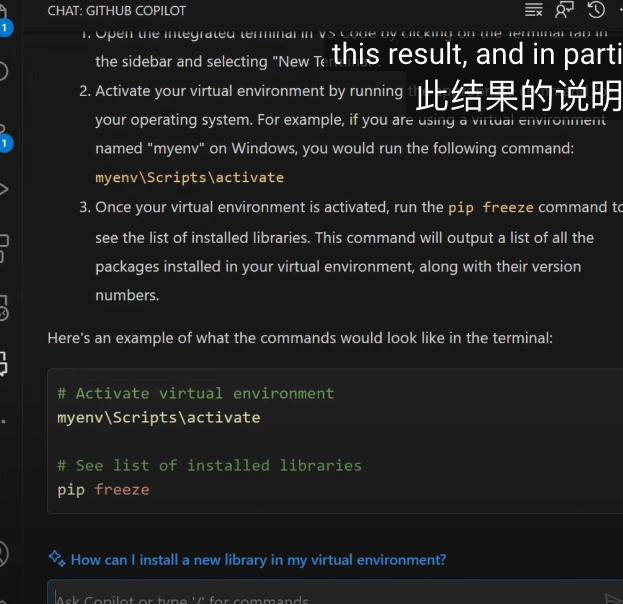 CHAT: GITHUB COPILOT
1
1. Open the integrated terminal in VS Code by clicking on the Terminal tab in
this result, and in parti
the sidebar and selecting "New
此结果的说明
2. Activate your virtual environment by running
your operating system. For example, if you are using a virtual environment
named "myenv" on Windows, you would run the following command:
myenv\Scripts\activate
1
3. Once your virtual environment is activated, run the pip freeze command to
see the list of installed libraries. This command will output a list of all the
packages installed in your virtual environment, along with their version
numbers.
Here's an example of what the commands would look like in the terminal:
# Activate virtual environment
myenv\Scripts\activate
# See list of installed libraries
pip freeze
How can I install a new library in my virtual environment?
Ask Copilot or type '/' for commands